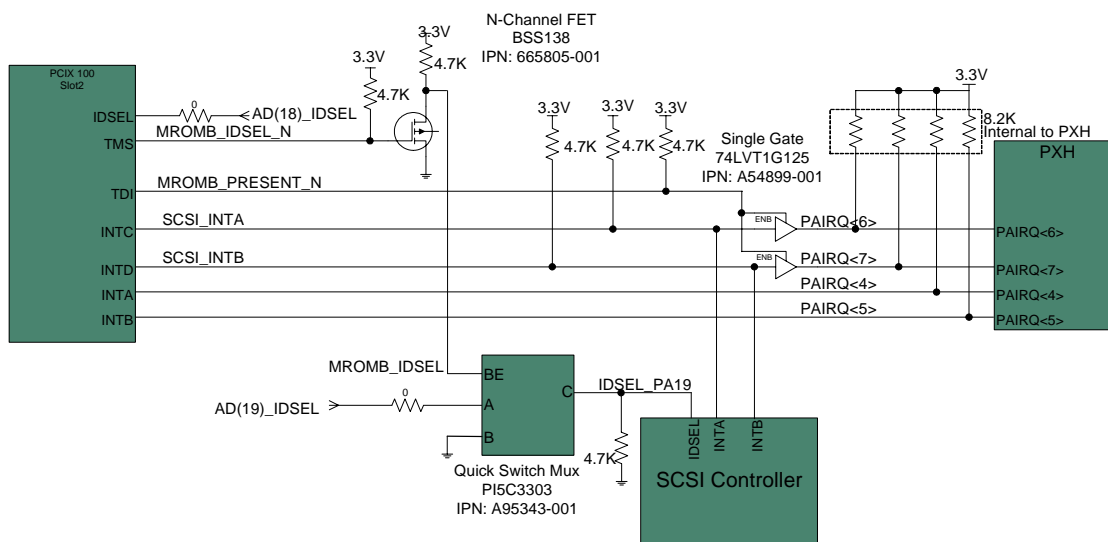 N-Channel FET
BSS138
IPN: 665805-001
3.3V
4.7K
3.3V
4.7K
PCIX 100
Slot2
IDSEL
0
AD(18)_IDSEL
TMS
MROMB_IDSEL_N
TDI
MROMB_PRESENT_N
INTC
SCSI_INTA
INTD
SCSI_INTB
INTA
INTB
3.3V
4.7K
3.3V
4.7K
3.3V
4.7K
Single Gate
74LVT1G125
IPN: A54899-001
ENB
ENB
PAIRQ<6>
PAIRQ<7>
PAIRQ<4>
PAIRQ<5>
3.3V
8.2K
Internal to PXH
PXH
PAIRQ<6>
PAIRQ<7>
PAIRQ<4>
PAIRQ<5>
MROMB_IDSEL
AD(19)_IDSEL
0
BE
A
B
C
Quick Switch Mux
PI5C3303
IPN: A95343-001
IDSEL_PA19
4.7K
IDSEL
INTA
INTB
SCSI Controller